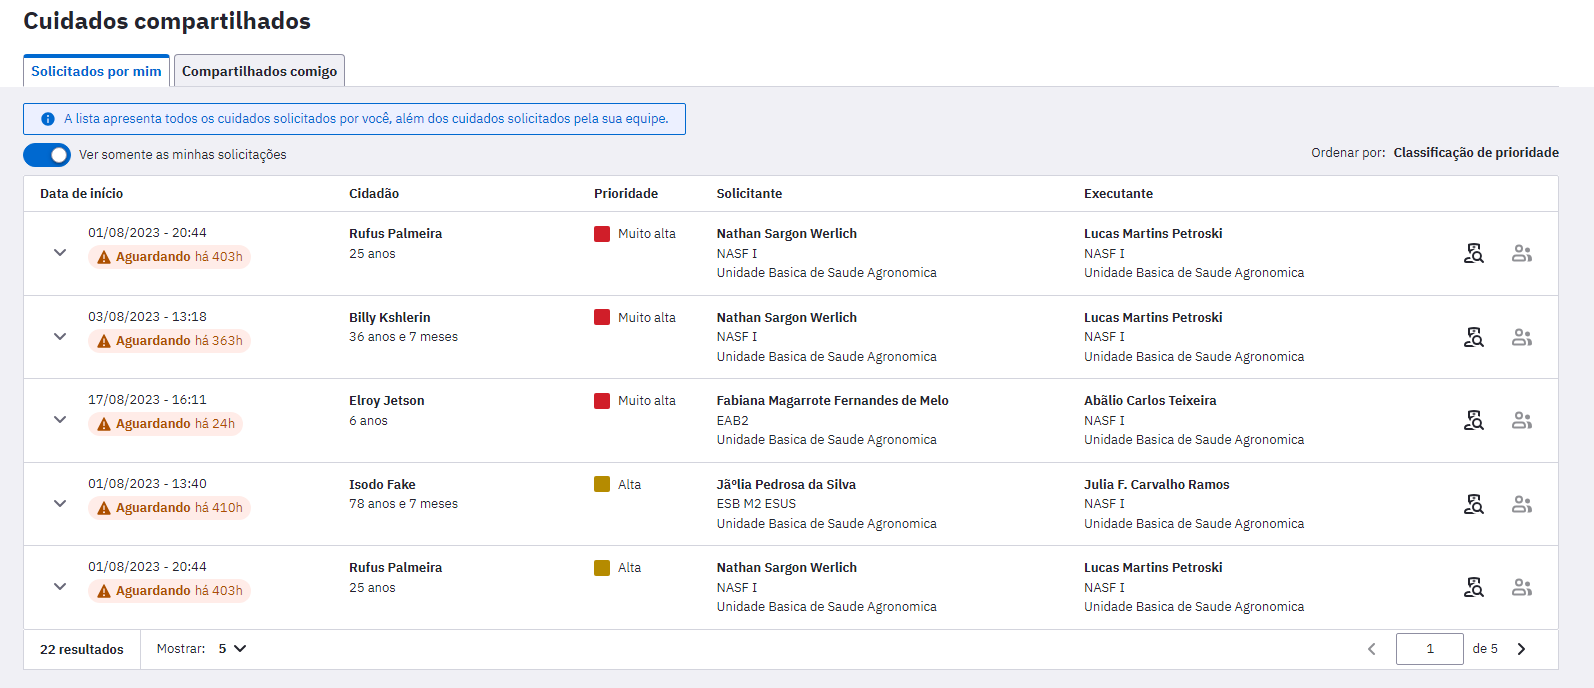 Cuidados compartilhados
Solicitados por mim
Compartilhados comigo
A lista apresenta todos os cuidados solicitados por você, além dos cuidados solicitados pela sua equipe.
Ver somente as minhas solicitações
Ordenar por: Classificação de prioridade
Data de início Cidadão Prioridade Solicitante Executante
01/08/2023 - 20:44
Aguardando há 403h
Rufus Palmeira
25 anos
Muito alta
Nathan Sargon Werlich
NASF I
Unidade Basica de Saude Agronomica
Lucas Martins Petroski
NASF I
Unidade Basica de Saude Agronomica
03/08/2023 - 13:18
Aguardando há 363h
Billy Kshlerin
36 anos e 7 meses
Muito alta
Nathan Sargon Werlich
NASF I
Unidade Basica de Saude Agronomica
Lucas Martins Petroski
NASF I
Unidade Basica de Saude Agronomica
17/08/2023 - 16:11
Aguardando há 24h
Elroy Jetson
6 anos
Muito alta
Fabiana Magarrote Fernandes de Melo
EAB2
Unidade Basica de Saude Agronomica
Abãlio Carlos Teixeira
NASF I
Unidade Basica de Saude Agronomica
01/08/2023 - 13:40
Aguardando há 410h
Isodo Fake
78 anos e 7 meses
Alta
Jãºlia Pedrosa da Silva
ESB M2 ESUS
Unidade Basica de Saude Agronomica
Julia F. Carvalho Ramos
NASF I
Unidade Basica de Saude Agronomica
01/08/2023 - 20:44
Aguardando há 403h
Rufus Palmeira
25 anos
Alta
Nathan Sargon Werlich
NASF I
Unidade Basica de Saude Agronomica
Lucas Martins Petroski
NASF I
Unidade Basica de Saude Agronomica
22 resultados
Mostrar: 5
1 de 5